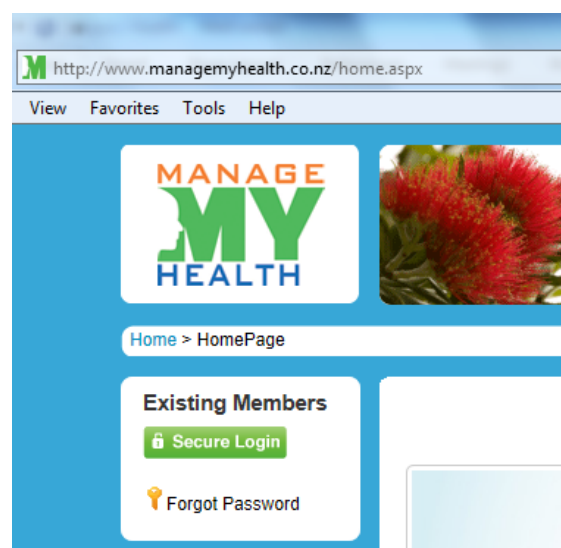 http://www.managemyhealth.co.nz/home.aspx
View Favorites Tools Help
MANAGE
MY
HEALTH
Home > HomePage
Existing Members
Secure Login
Forgot Password